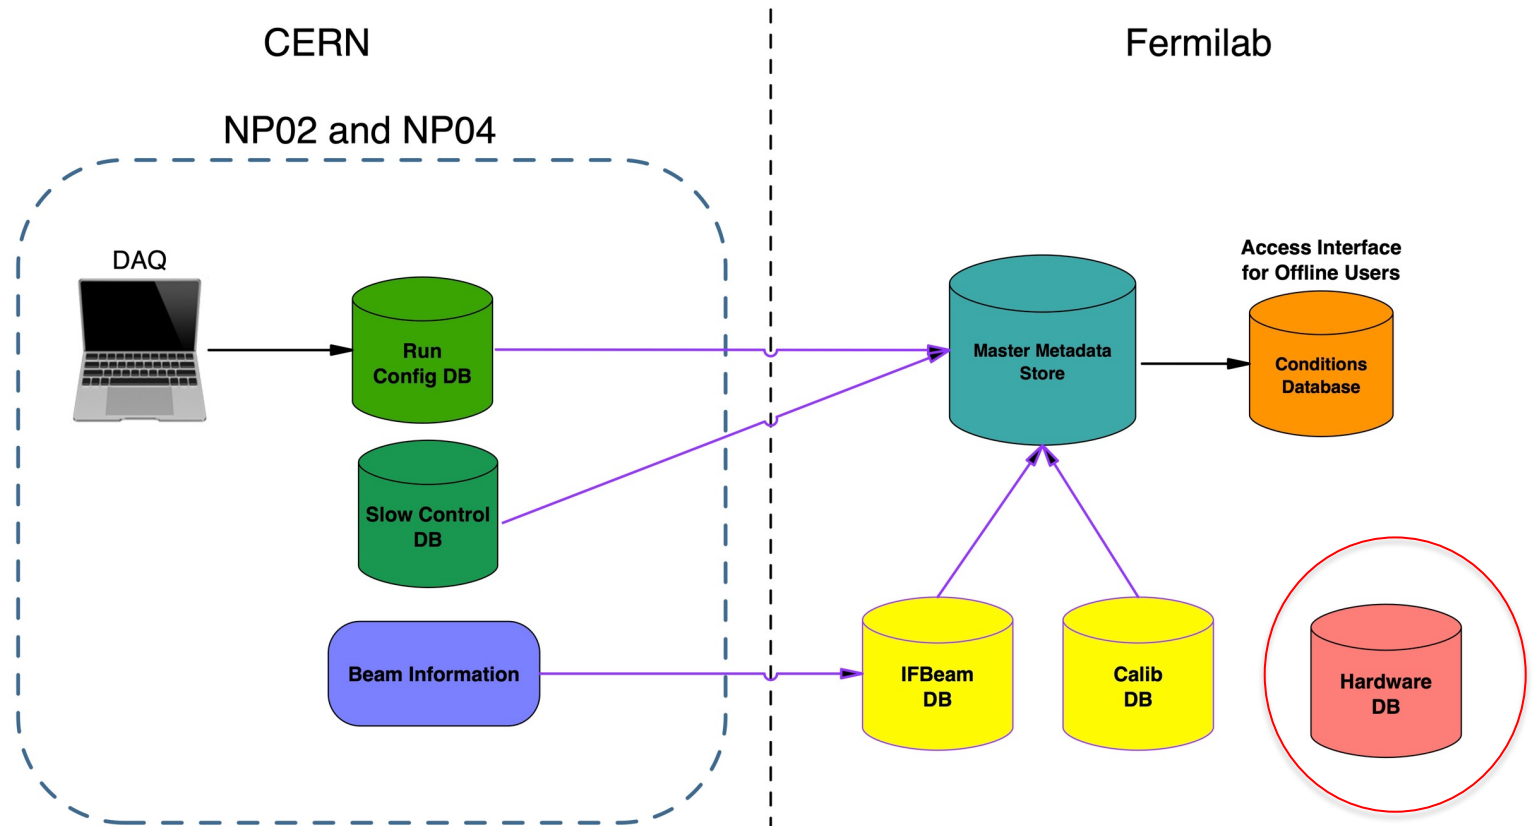 CERN
Fermilab
NP02 and NP04
DAQ
Run
Config DB
Slow Control
DB
Beam Information
Master Metadata
Store
Access Interface
for Offline Users
Conditions
Database
IFBeam
DB
Calib
DB
Hardware
DB